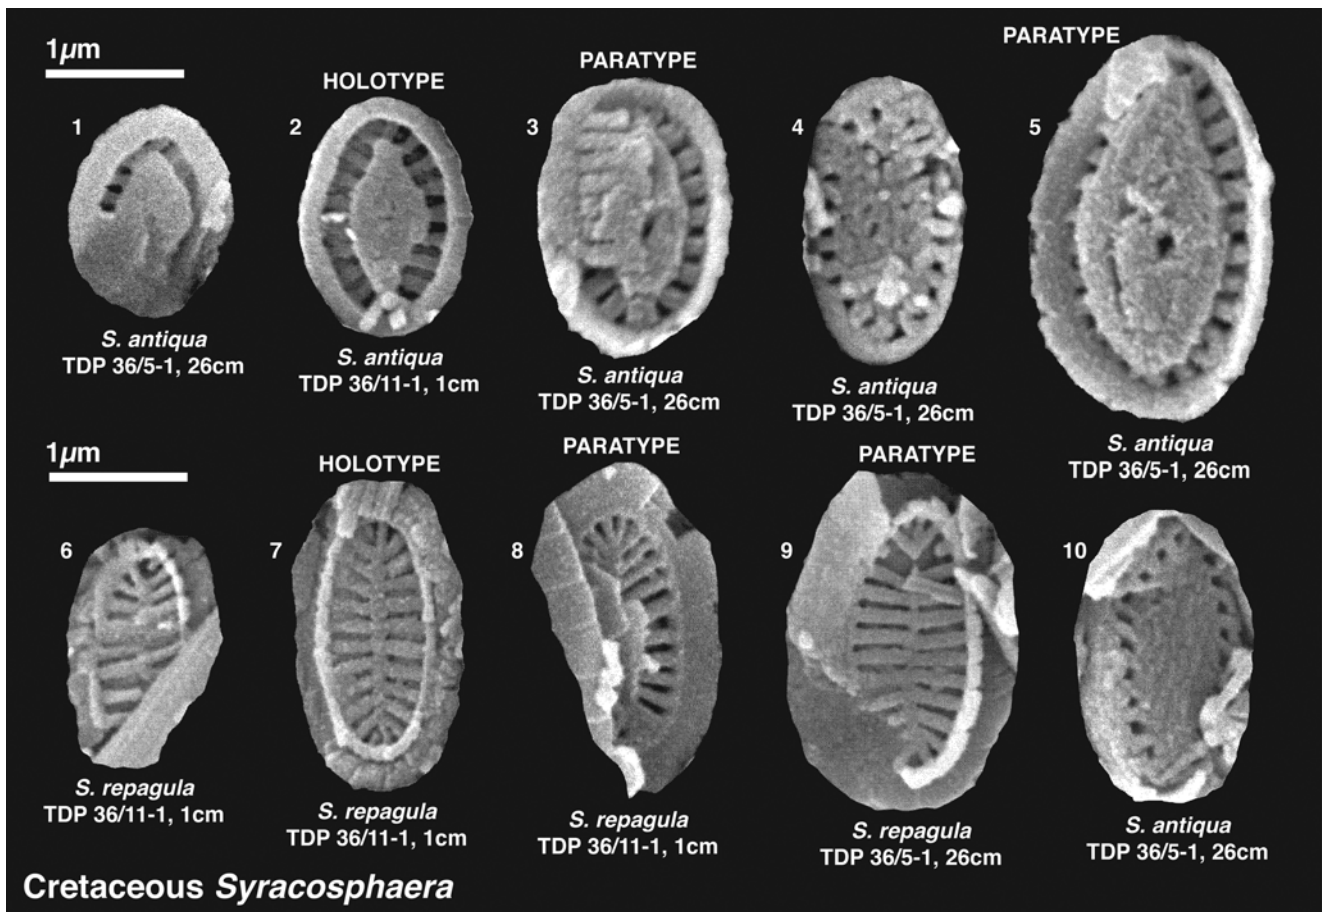 1µm
HOLOTYPE
PARATYPE
PARATYPE
1
2
3
4
5
S. antiqua
TDP 36/5-1, 26cm
S. antiqua
TDP 36/11-1, 1cm
S. antiqua
TDP 36/5-1, 26cm
S. antiqua
TDP 36/5-1, 26cm
S. antiqua
TDP 36/5-1, 26cm
1µm
HOLOTYPE
PARATYPE
PARATYPE
6
7
8
9
10
S. repagula
TDP 36/11-1, 1cm
S. repagula
TDP 36/11-1, 1cm
S. repagula
TDP 36/11-1, 1cm
S. repagula
TDP 36/5-1, 26cm
S. antiqua
TDP 36/5-1, 26cm
Cretaceous Syracosphaera